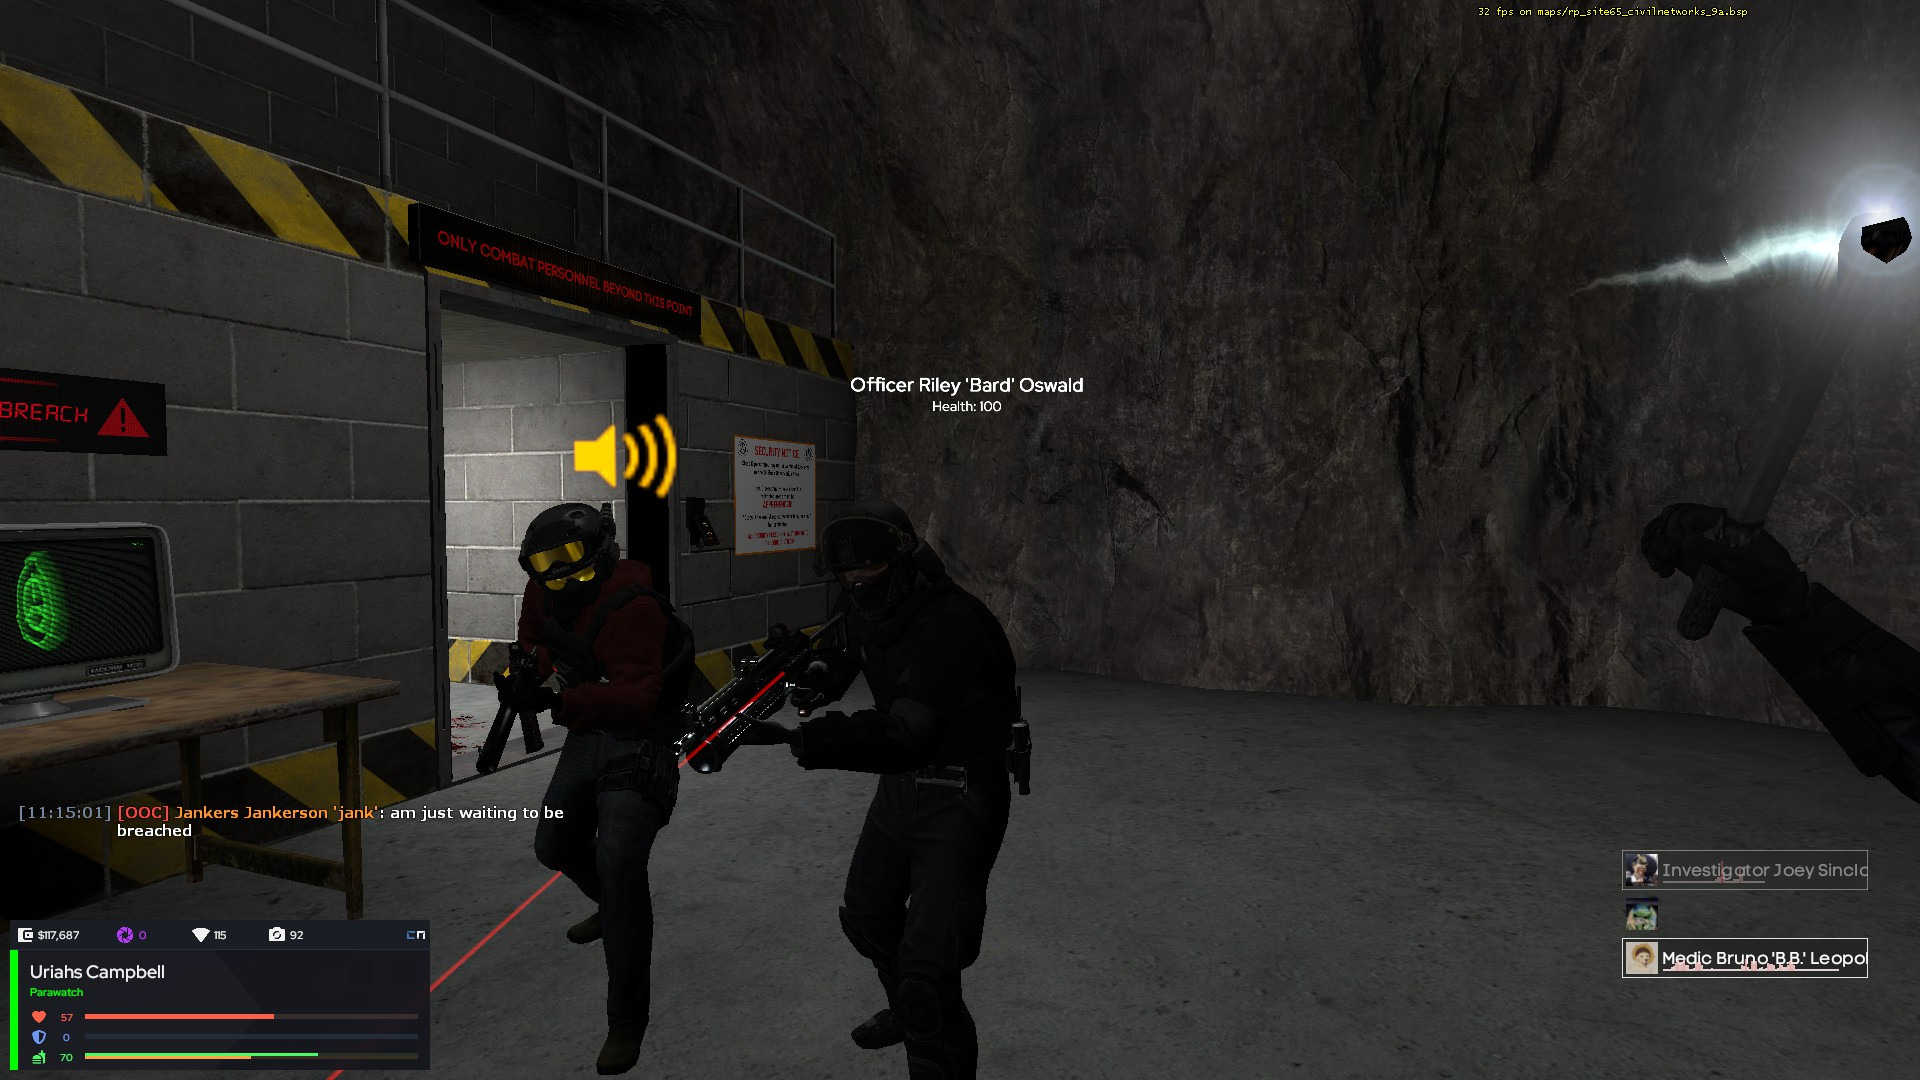 32 fps on maps/rp_site65_civilnetworks_9a.bsp
ONLY COMBAT PERSONNEL BEYOND THIS POINT
Officer Riley 'Bard' Oswald
Health: 100
BREACH
SECURITY NOTICE
[11:15:01] [OOC] Jankers Jankerson 'jank': am just waiting to be
breached
Investigator Joey Sincla
Medic Bruno 'B.B.' Leopol
$117,687
0
115
92
cn
Uriahs Campbell
Parawatch
57
0
70